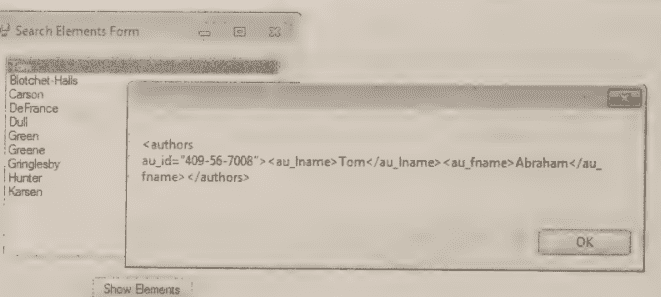 Search Elements Form
Blotchet-Halls
Carson
DeFrance
Dull
Green
Greene
Gringlesby
Hunter
Karsen
<authors
au_id="409-56-7008"><au_lname>Tom</au_lname><au_fname>Abraham</au_
fname></authors>
OK
Show Elements